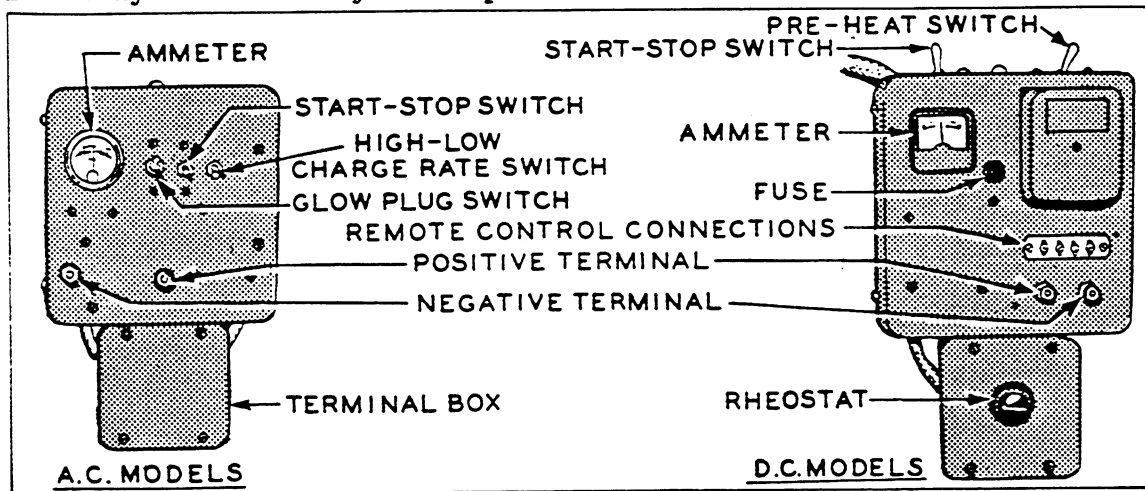 PRE-HEAT SWITCH
START-STOP SWITCH
AMMETER
START-STOP SWITCH
HIGH-LOW
CHARGE RATE SWITCH
GLOW PLUG SWITCH
AMMETER
FUSE
REMOTE CONTROL CONNECTIONS
POSITIVE TERMINAL
NEGATIVE TERMINAL
TERMINAL BOX
RHEOSTAT
A.C. MODELS
D.C. MODELS